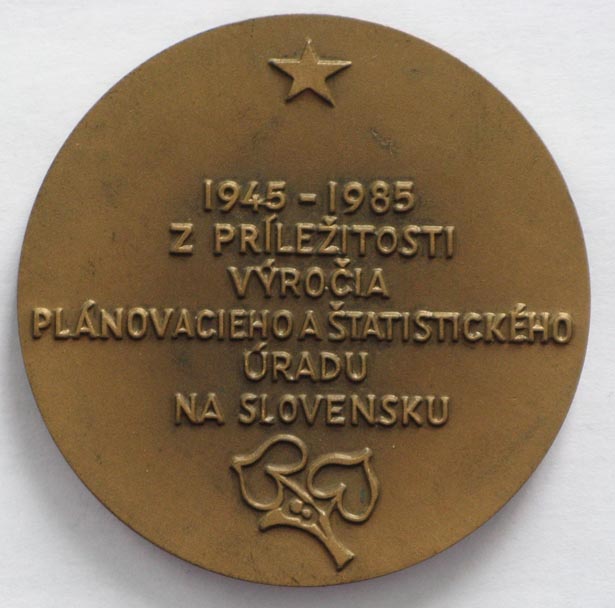 1945 - 1985
Z PRÍLEŽITOSTI
VÝROČIA
PLÁNOVACIEHO A ŠTATISTICKÉHO
ÚRADU
NA SLOVENSKU